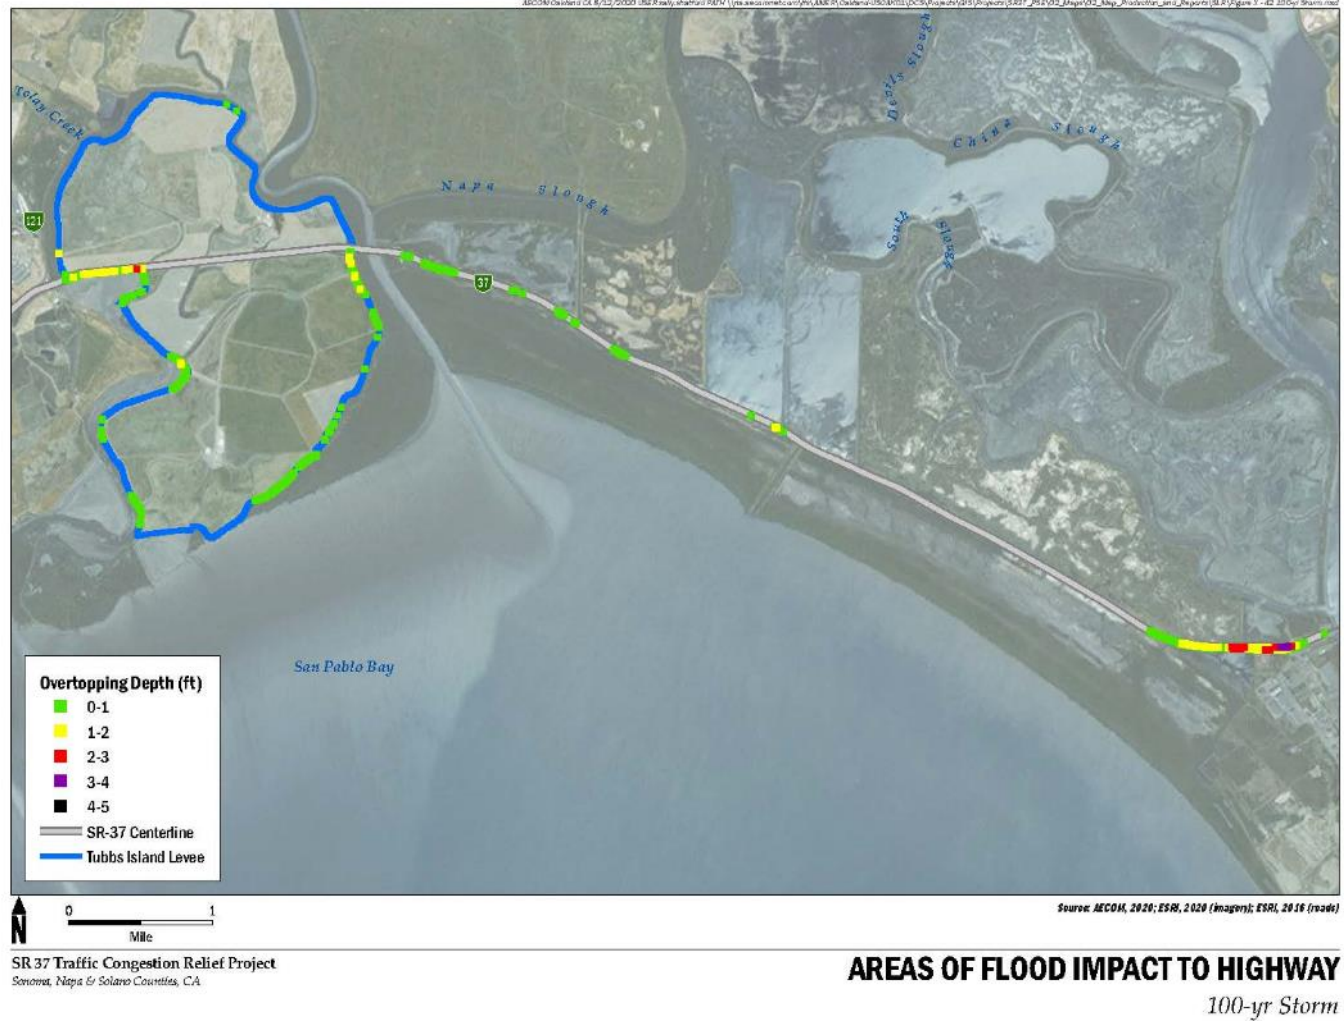 Tolay Creek
121
Napa Slough
37
Devils Slough
China Slough
South Slough
San Pablo Bay
Overtopping Depth (ft)
0-1
1-2
2-3
3-4
4-5
SR-37 Centerline
Tubbs Island Levee
N
0 1
Mile
Source: AECOM, 2020; ESRI, 2020 (imagery); ESRI, 2016 (roads)
SR 37 Traffic Congestion Relief Project
Sonoma, Napa & Solano Counties, CA
AREAS OF FLOOD IMPACT TO HIGHWAY
100-yr Storm